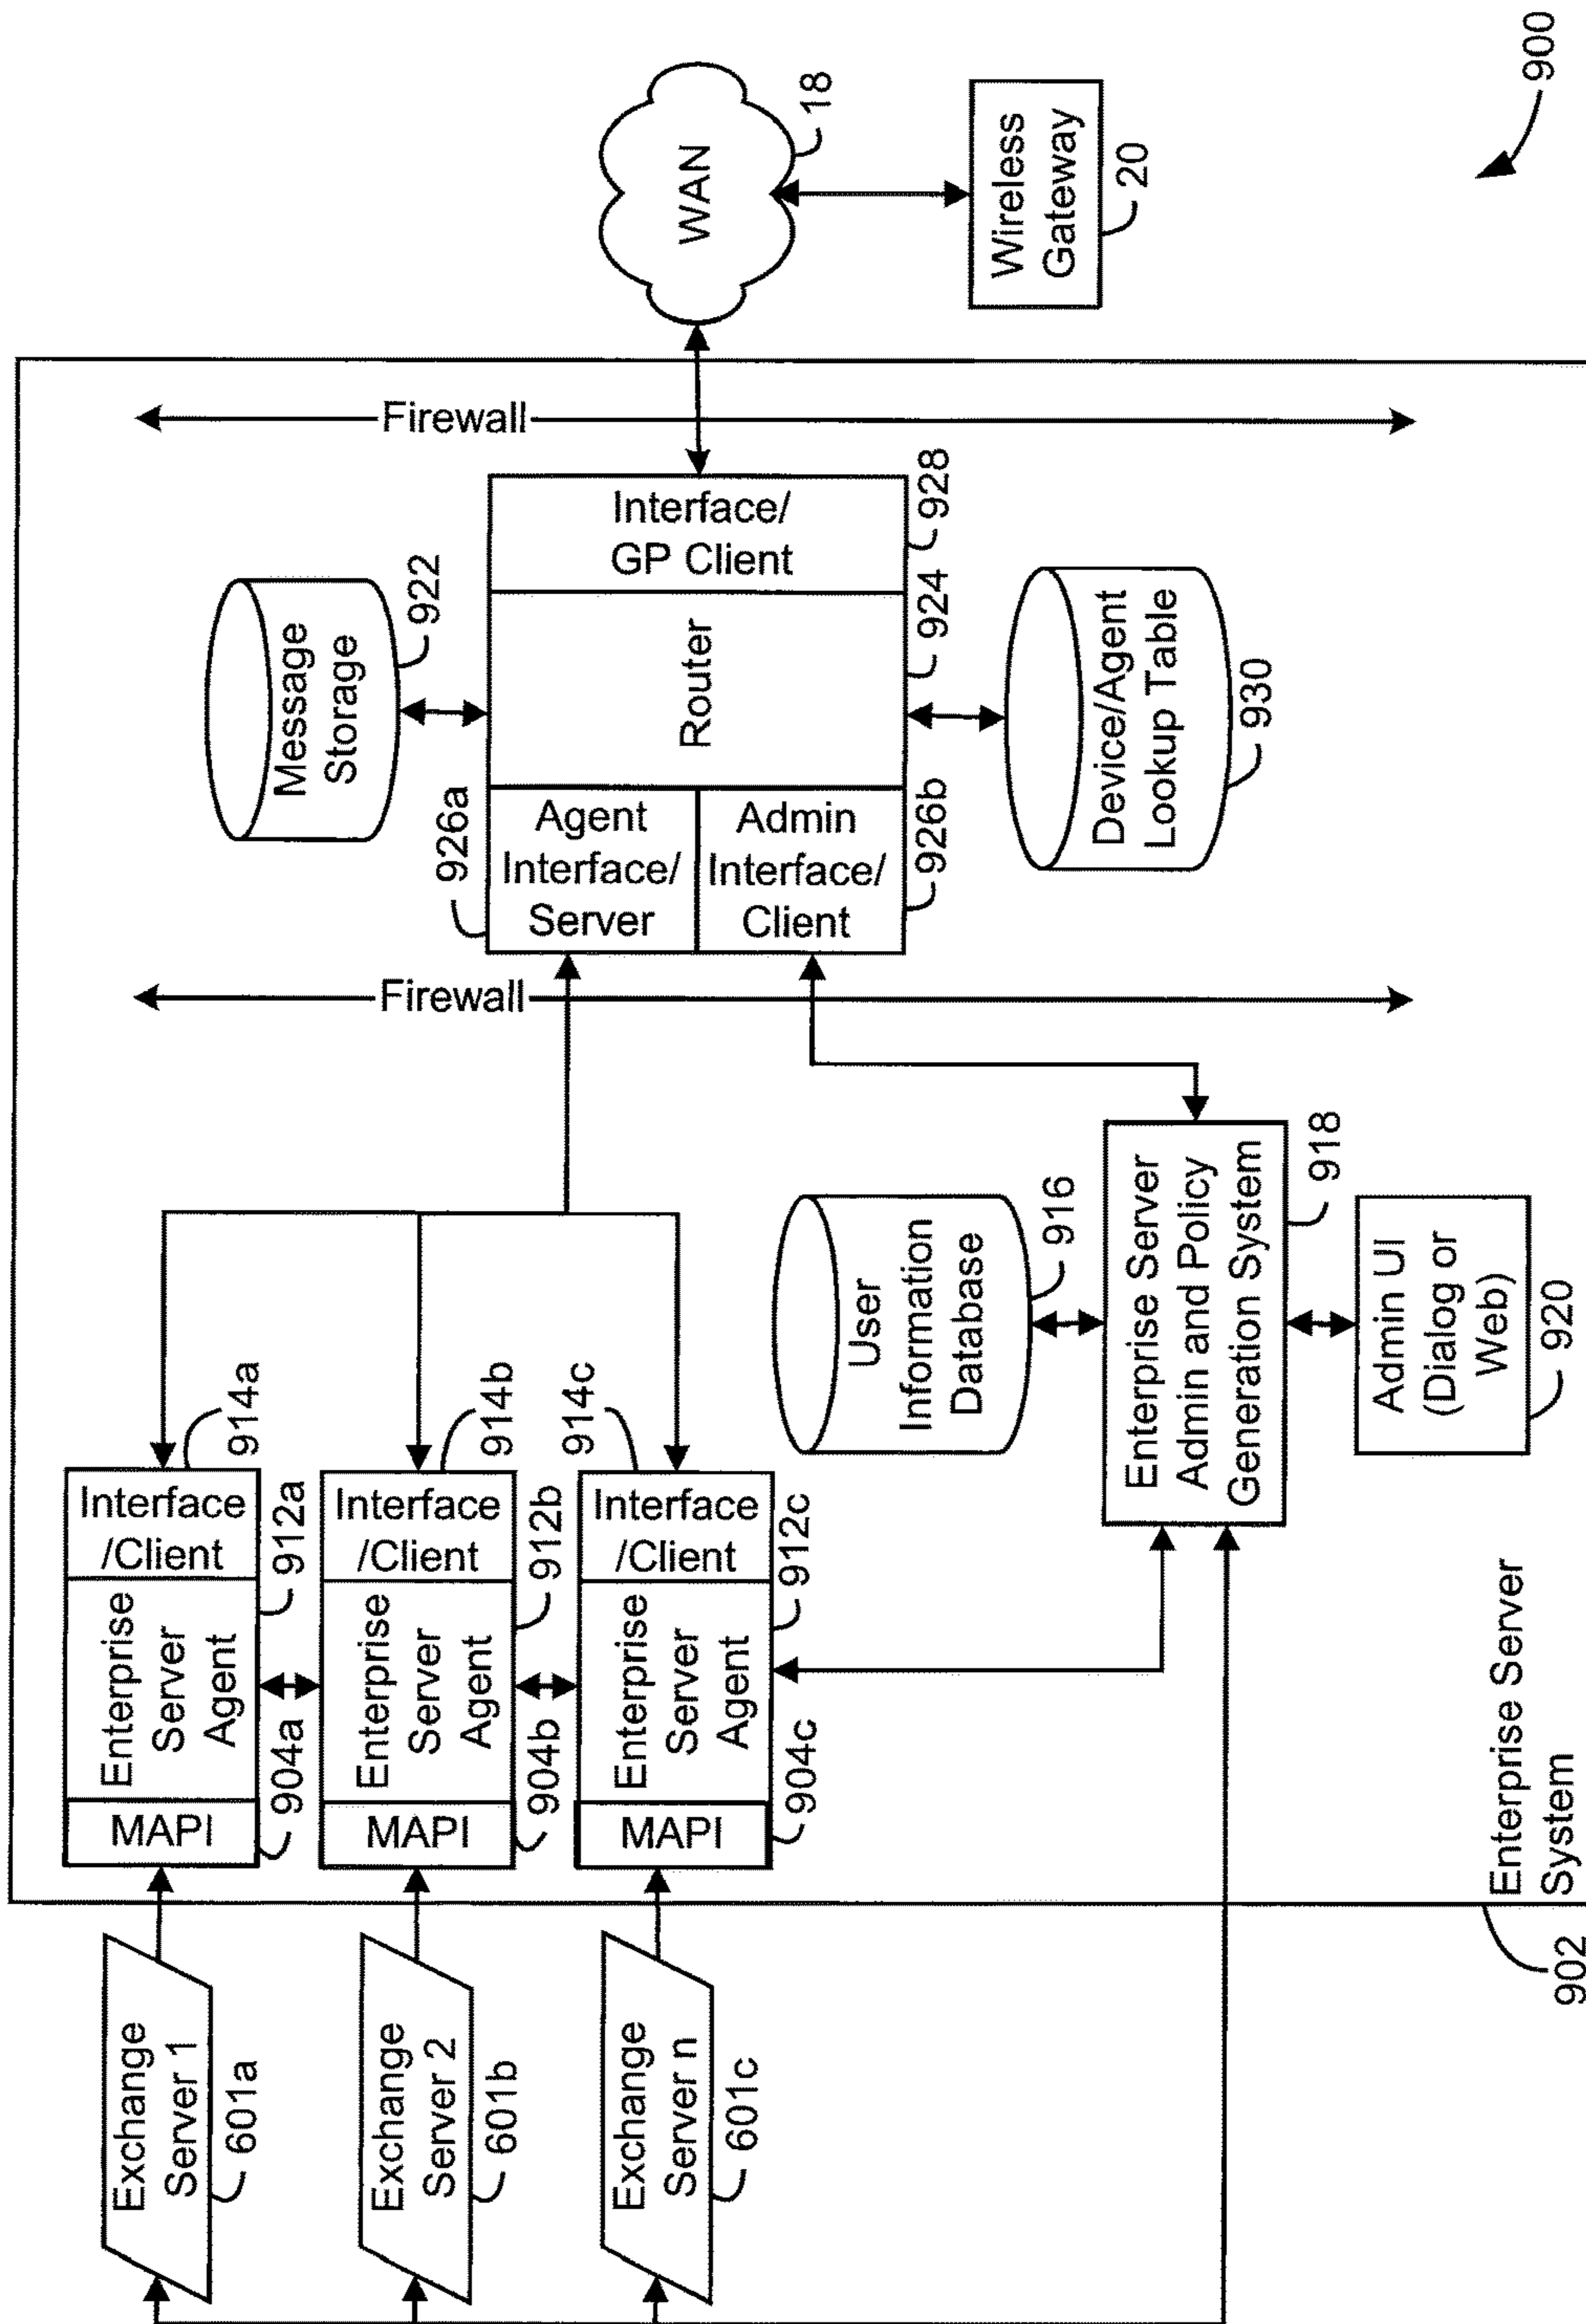 Exchange
Server 1
601a
Exchange
Server 2
601b
Exchange
Server n
601c
902
Enterprise Server
System
MAPI
Enterprise
Server
Agent
Interface
/Client
904a
912a
914a
MAPI
Enterprise
Server
Agent
Interface
/Client
904b
912b
914b
MAPI
Enterprise
Server
Agent
Interface
/Client
904c
912c
914c
User
Information
Database
916
Enterprise Server
Admin and Policy
Generation System
918
Admin UI
(Dialog or
Web)
920
Firewall
Message
Storage
922
926a
Agent
Interface/
Server
Admin
Interface/
Client
926b
Router
924
Interface/
GP Client
928
Device/Agent
Lookup Table
930
Firewall
WAN
18
Wireless
Gateway
20
900